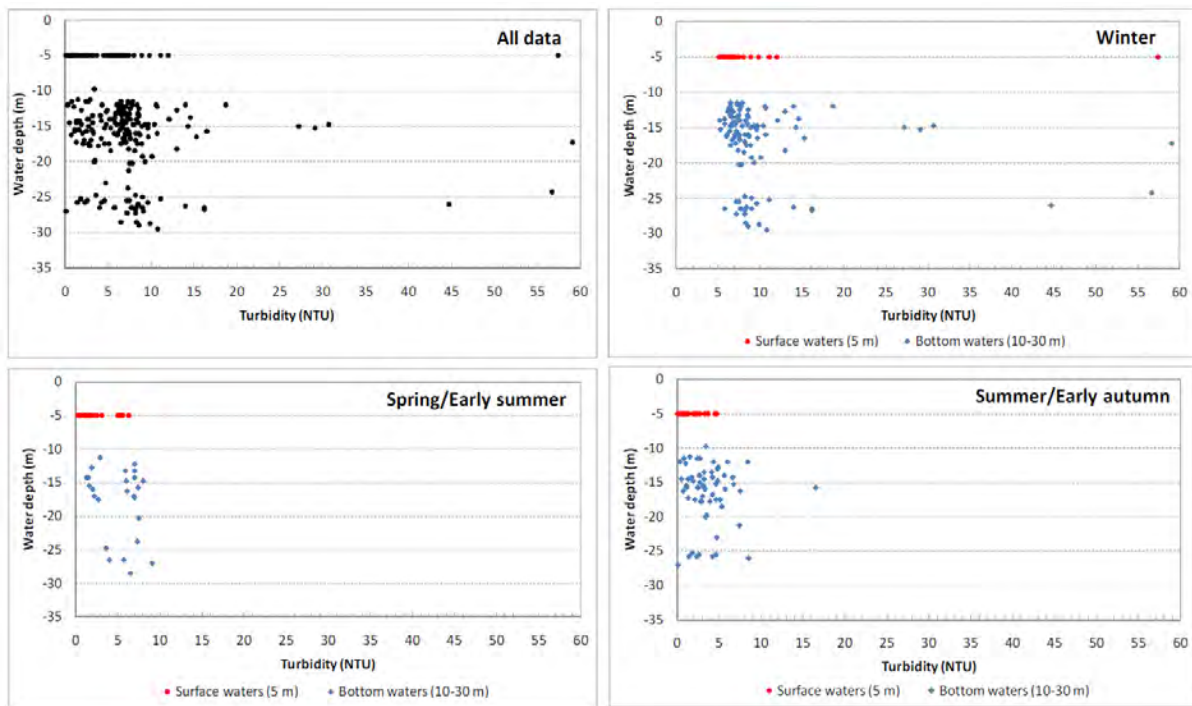 All data
0
-5
-10
-15
-20
-25
-30
-35
Water depth (m)
0 5 10 15 20 25 30 35 40 45 50 55 60
Turbidity (NTU)
Winter
0
-5
-10
-15
-20
-25
-30
-35
Water depth (m)
0 5 10 15 20 25 30 35 40 45 50 55 60
Turbidity (NTU)
Surface waters (5 m) Bottom waters (10-30 m)
Spring/Early summer
0
-5
-10
-15
-20
-25
-30
-35
Water depth (m)
0 5 10 15 20 25 30 35 40 45 50 55 60
Turbidity (NTU)
Surface waters (5 m) Bottom waters (10-30 m)
Summer/Early autumn
0
-5
-10
-15
-20
-25
-30
-35
Water depth (m)
0 5 10 15 20 25 30 35 40 45 50 55 60
Turbidity (NTU)
Surface waters (5 m) Bottom waters (10-30 m)